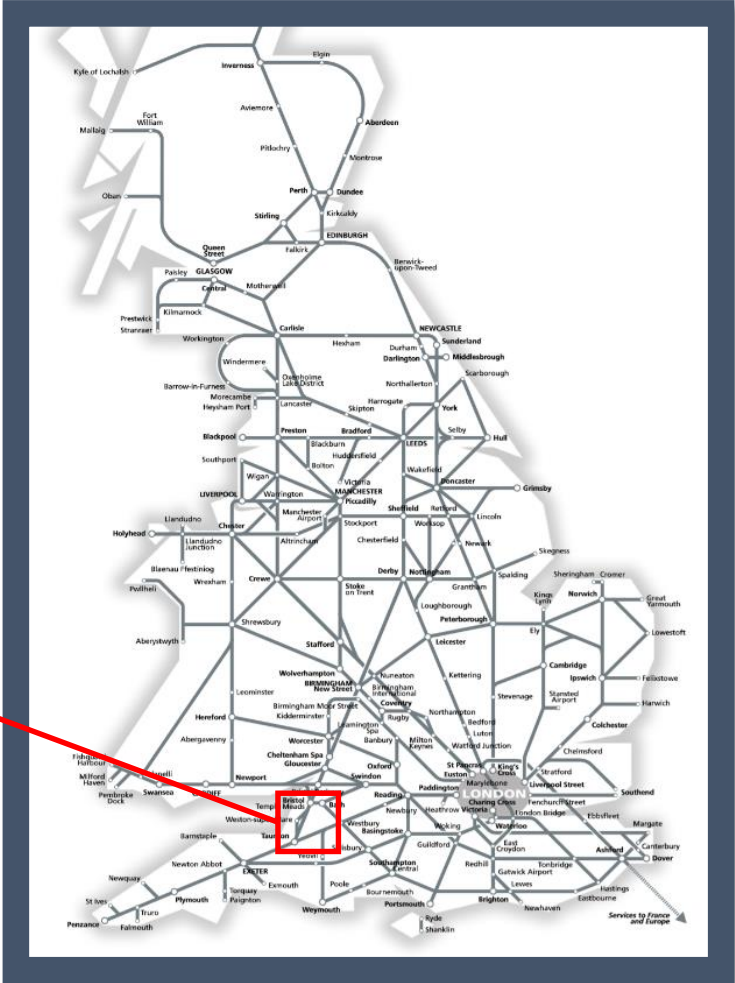 Elgin
Inverness
Kyle of Lochalsh
Aviemore
Fort
William
Mallaig
Aberdeen
Pitlochry
Montrose
Perth
Dundee
Oban
Stirling
Kirkcaldy
EDINBURGH
Falkirk
Queen
Street
Berwick-
upon-Tweed
Paisley
GLASGOW
Central
Motherwell
Kilmarnock
Prestwick
Stranraer
Carlisle
NEWCASTLE
Sunderland
Workington
Hexham
Durham
Darlington
Middlesbrough
Windermere
Scarborough
Oxenholme
Lake District
Northallerton
Barrow-in-Furness
Morecambe
Heysham Port
Lancaster
Harrogate
York
Skipton
Blackpool
Preston
Bradford
Selby
Hull
Blackburn
LEEDS
Huddersfield
Southport
Bolton
Wakefield
Wigan
Victoria
Doncaster
Grimsby
LIVERPOOL
Warrington
MANCHESTER
Piccadilly
Manchester
Airport
Sheffield
Retford
Lincoln
Llandudno
Chester
Stockport
Worksop
Holyhead
Llandudno
Junction
Altrincham
Chesterfield
Newark
Skegness
Blaenau Ffestiniog
Derby
Nottingham
Spalding
Sheringham
Cromer
Pwllheli
Wrexham
Crewe
Stoke
on Trent
Grantham
Kings
Lynn
Norwich
Great
Yarmouth
Loughborough
Shrewsbury
Peterborough
Ely
Lowestoft
Aberystwyth
Stafford
Leicester
Cambridge
Wolverhampton
Nuneaton
Kettering
BIRMINGHAM
New Street
Birmingham
International
Ipswich
Felixstowe
Leominster
Stevenage
Stansted
Airport
Harwich
Birmingham Moor Street
Coventry
Kidderminster
Rugby
Northampton
Hereford
Leamington
Spa
Bedford
Colchester
Abergavenny
Worcester
Banbury
Milton
Keynes
Luton
Watford Junction
Chelmsford
Cheltenham Spa
Gloucester
Oxford
St Pancras
King's
Cross
Euston
Stratford
Fishguard
Harbour
Milford
Haven
Pembroke
Dock
Llanelli
Swansea
CARDIFF
Newport
Swindon
Marylebone
Liverpool Street
Reading
Paddington
LONDON
Southend
Bristol
Temple
Meads
Bath
Newbury
Heathrow
Victoria
Charing Cross
Fenchurch Street
London Bridge
Ebbsfleet
Weston-super-Mare
Westbury
Basingstoke
Woking
Waterloo
Margate
Barnstaple
Taunton
Salisbury
Guildford
East
Croydon
Canterbury
Ashford
Dover
Newton Abbot
EXETER
Yeovil
Southampton
Central
Redhill
Tonbridge
Gatwick Airport
Newquay
Torquay
Paignton
Exmouth
Poole
Bournemouth
Lewes
Hastings
Eastbourne
St Ives
Plymouth
Weymouth
Portsmouth
Brighton
Newhaven
Truro
Falmouth
Penzance
Ryde
Shanklin
Services to France
and Europe